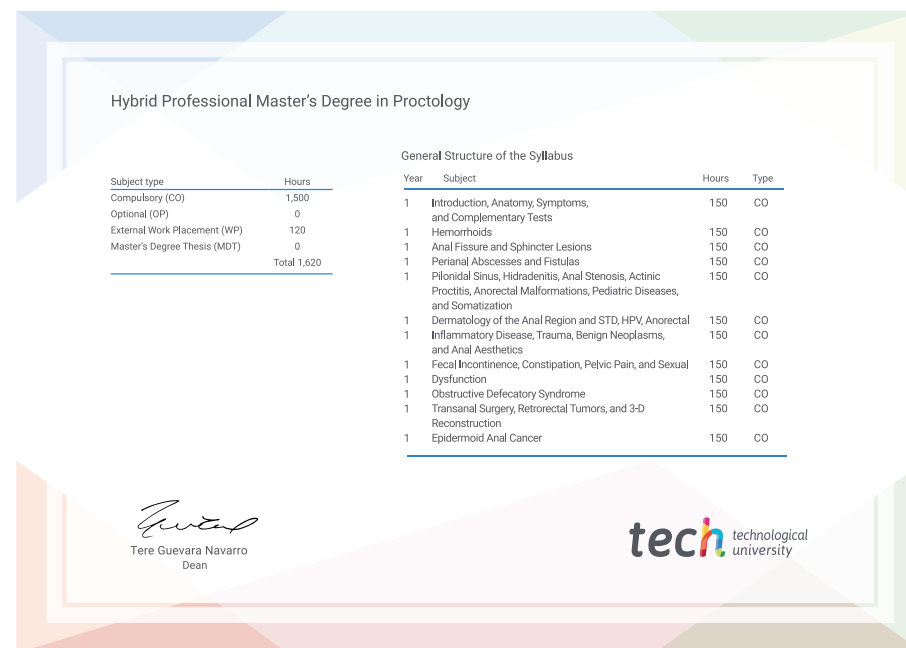 Hybrid Professional Master's Degree in Proctology
General Structure of the Syllabus
Subject type Hours
Compulsory (CO) 1,500
Optional (OP) 0
External Work Placement (WP) 120
Master's Degree Thesis (MDT) 0
Total 1,620
Year Subject Hours Type
1 Introduction, Anatomy, Symptoms, 150 CO
and Complementary Tests
1 Hemorrhoids 150 CO
1 Anal Fissure and Sphincter Lesions 150 CO
1 Perianal Abscesses and Fistulas 150 CO
1 Pilonidal Sinus, Hidradenitis, Anal Stenosis, Actinic 150 CO
Proctitis, Anorectal Malformations, Pediatric Diseases,
and Somatization
1 Dermatology of the Anal Region and STD, HPV, Anorectal 150 CO
1 Inflammatory Disease, Trauma, Benign Neoplasms, 150 CO
and Anal Aesthetics
1 Fecal Incontinence, Constipation, Pelvic Pain, and Sexual 150 CO
1 Dysfunction 150 CO
1 Obstructive Defecatory Syndrome 150 CO
1 Transanal Surgery, Retrorectal Tumors, and 3-D 150 CO
Reconstruction
1 Epidermoid Anal Cancer 150 CO
Tere Guevara Navarro
Dean
tech technological
university